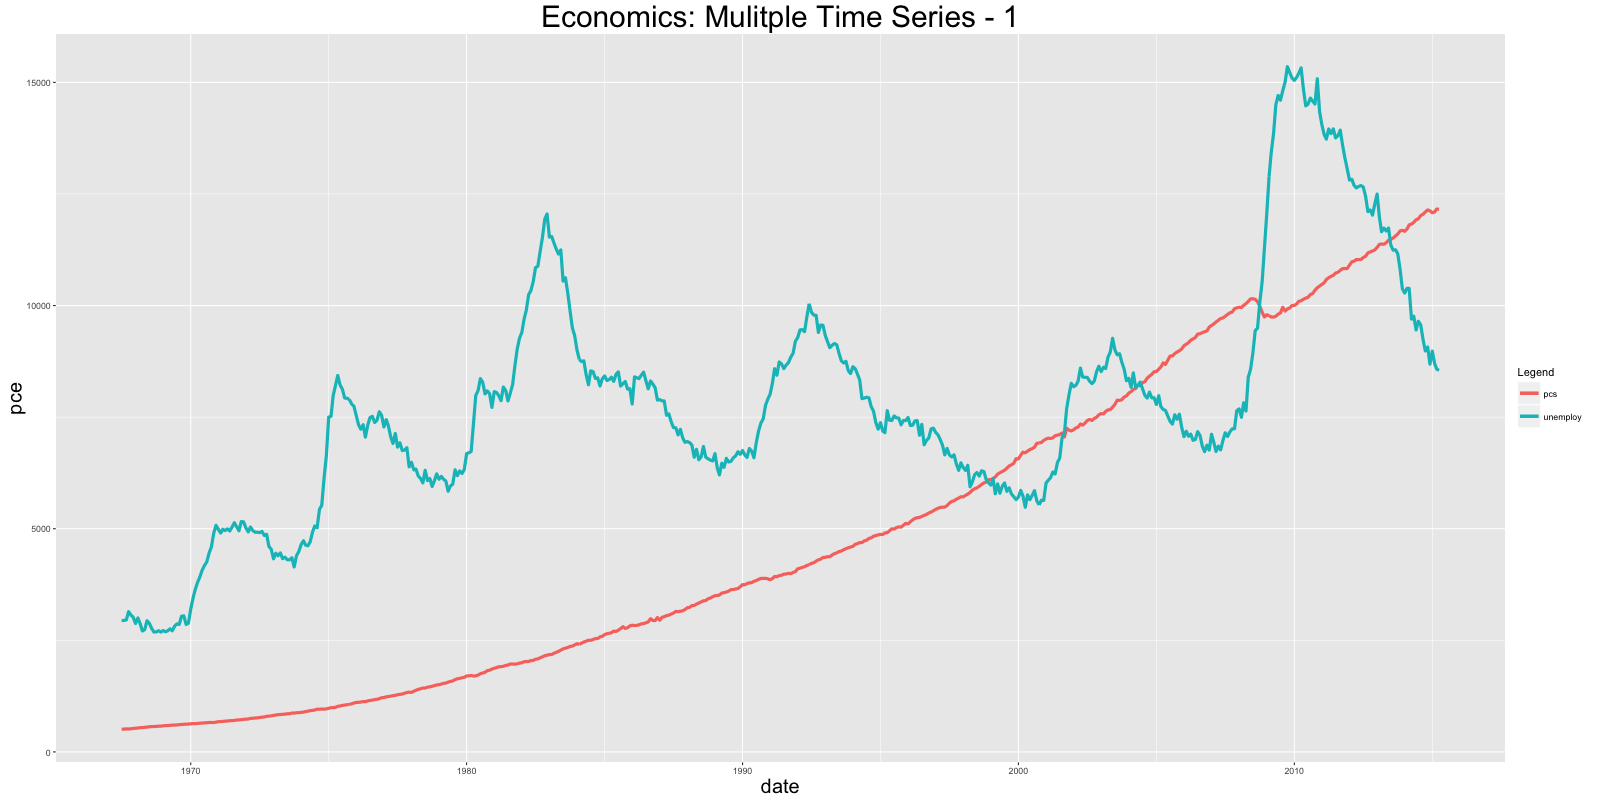 Economics: Mulitple Time Series - 1
pce
15000
10000
5000
0
1970
1980
1990
2000
2010
date
Legend
pcs
unemploy